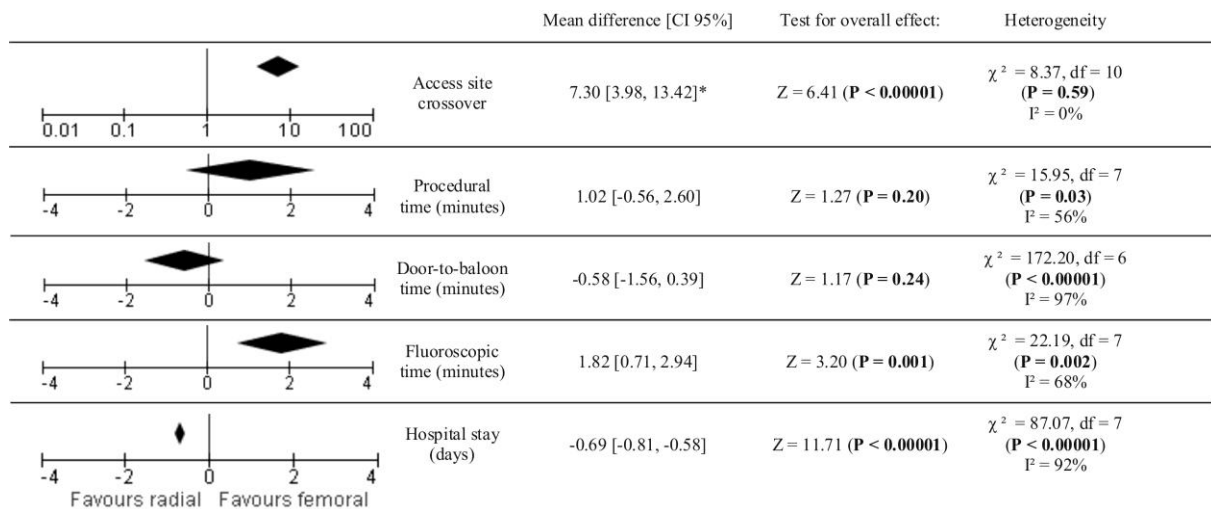 Mean difference [CI 95%] Test for overall effect: Heterogeneity
Access site
crossover
7.30 [3.98, 13.42]*
Z = 6.41 (P < 0.00001)
χ ² = 8.37, df = 10
(P = 0.59)
I² = 0%
0.01 0.1 1 10 100
Procedural
time (minutes)
1.02 [-0.56, 2.60]
Z = 1.27 (P = 0.20)
χ ² = 15.95, df = 7
(P = 0.03)
I² = 56%
-4 -2 0 2 4
Door-to-baloon
time (minutes)
-0.58 [-1.56, 0.39]
Z = 1.17 (P = 0.24)
χ ² = 172.20, df = 6
(P < 0.00001)
I² = 97%
-4 -2 0 2 4
Fluoroscopic
time (minutes)
1.82 [0.71, 2.94]
Z = 3.20 (P = 0.001)
χ ² = 22.19, df = 7
(P = 0.002)
I² = 68%
-4 -2 0 2 4
Hospital stay
(days)
-0.69 [-0.81, -0.58]
Z = 11.71 (P < 0.00001)
χ ² = 87.07, df = 7
(P < 0.00001)
I² = 92%
-4 -2 0 2 4
Favours radial Favours femoral